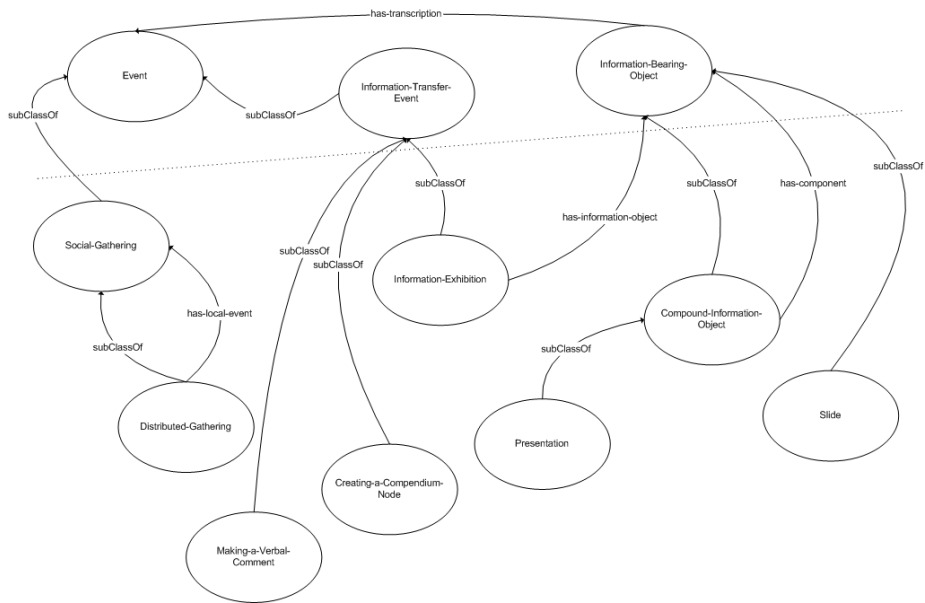 has-transcription
Event
Information-Transfer-
Event
Information-Bearing-
Object
subClassOf
subClassOf
subClassOf
subClassOf
subClassOf
has-component
has-information-object
Social-Gathering
subClassOf
subClassOf
Information-Exhibition
has-local-event
Compound-Information-
Object
subClassOf
subClassOf
Distributed-Gathering
Presentation
Slide
Creating-a-Compendium-
Node
Making-a-Verbal-
Comment